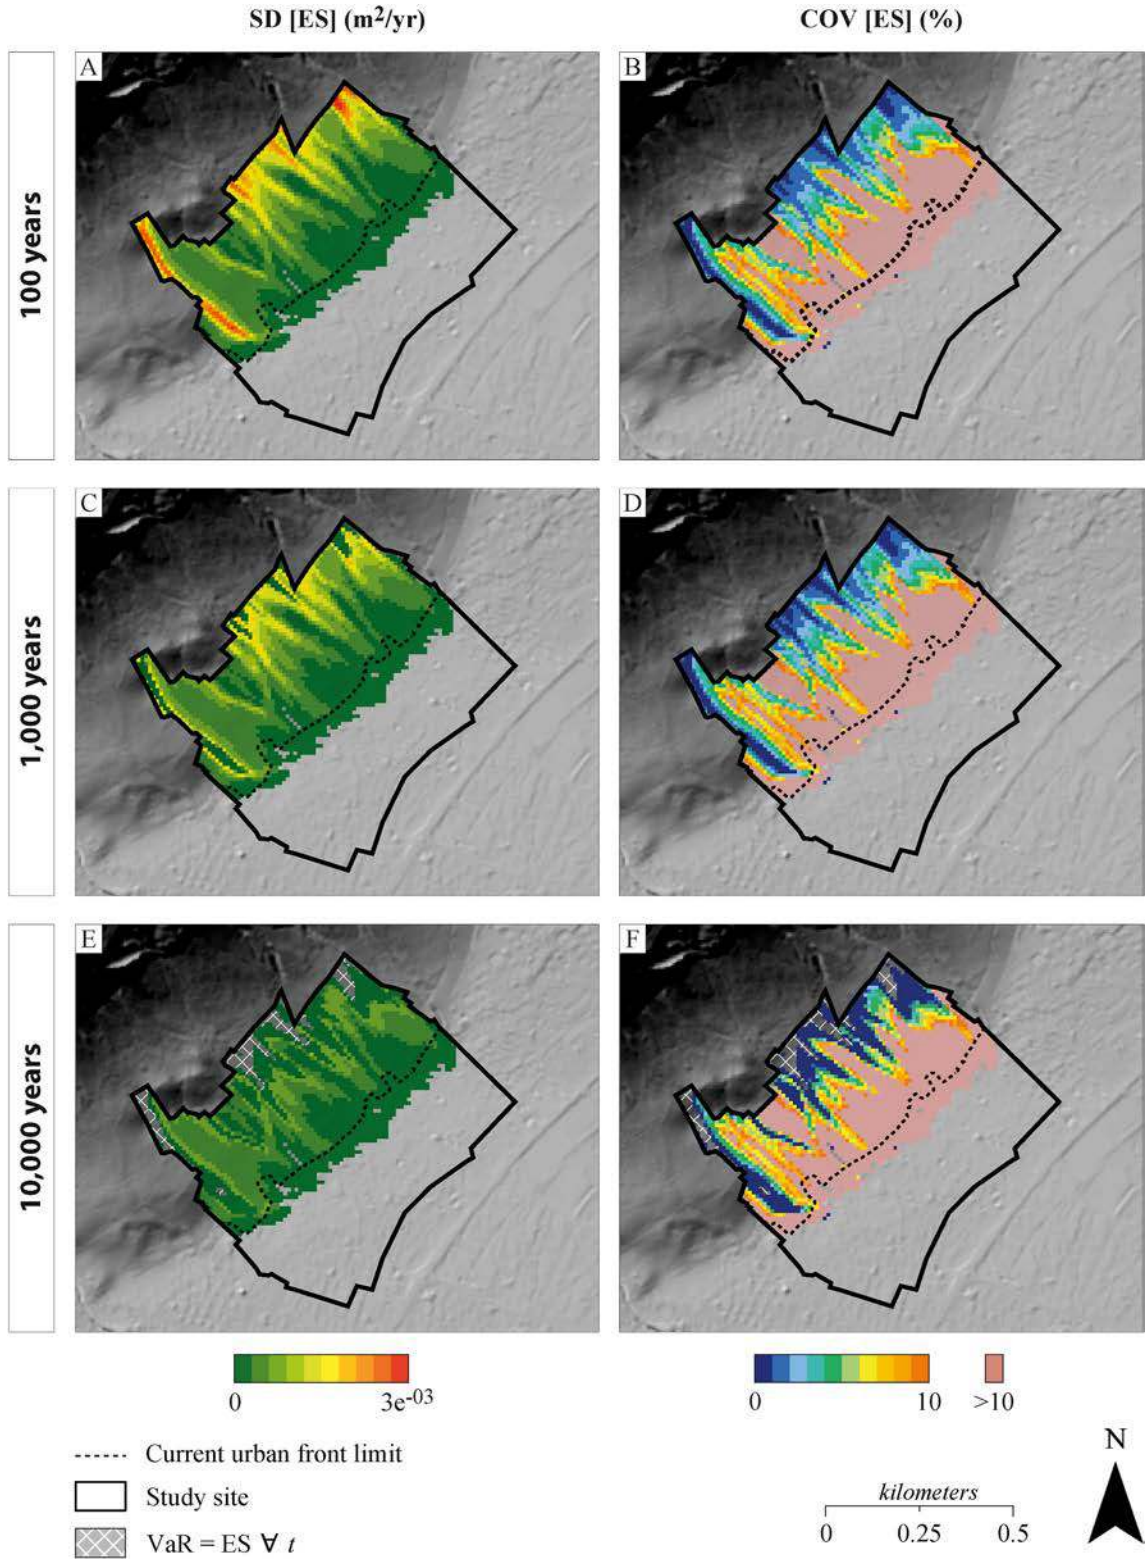 SD [ES] (m²/yr)
COV [ES] (%)
100 years
A
B
1,000 years
C
D
10,000 years
E
F
0
3e-03
0
10
>10
Current urban front limit
Study site
VaR = ES ∀ t
kilometers
0
0.25
0.5
N